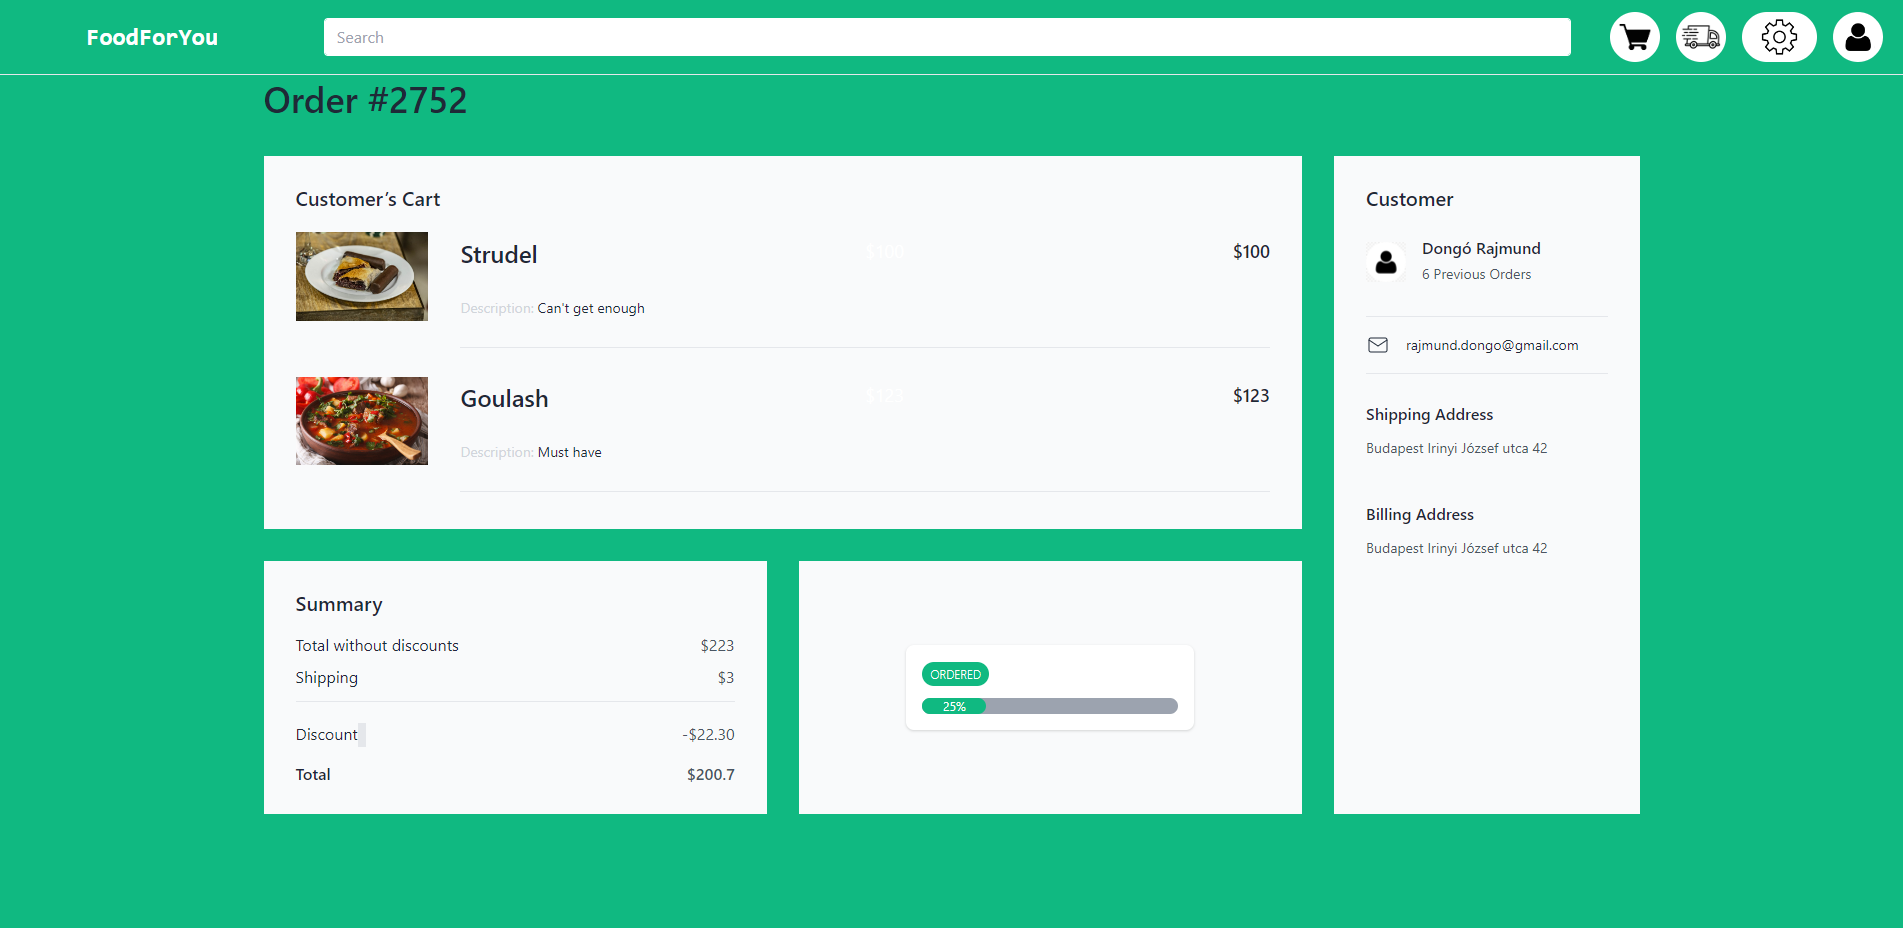 FoodForYou
Search
Order #2752
Customer’s Cart
Strudel $100 $100
Description: Can't get enough
Goulash $123 $123
Description: Must have
Summary
Total without discounts $223
Shipping $3
Discount -$22.30
Total $200.7
ORDERED
25%
Customer
Dongó Rajmund
6 Previous Orders
rajmund.dongo@gmail.com
Shipping Address
Budapest Irinyi József utca 42
Billing Address
Budapest Irinyi József utca 42